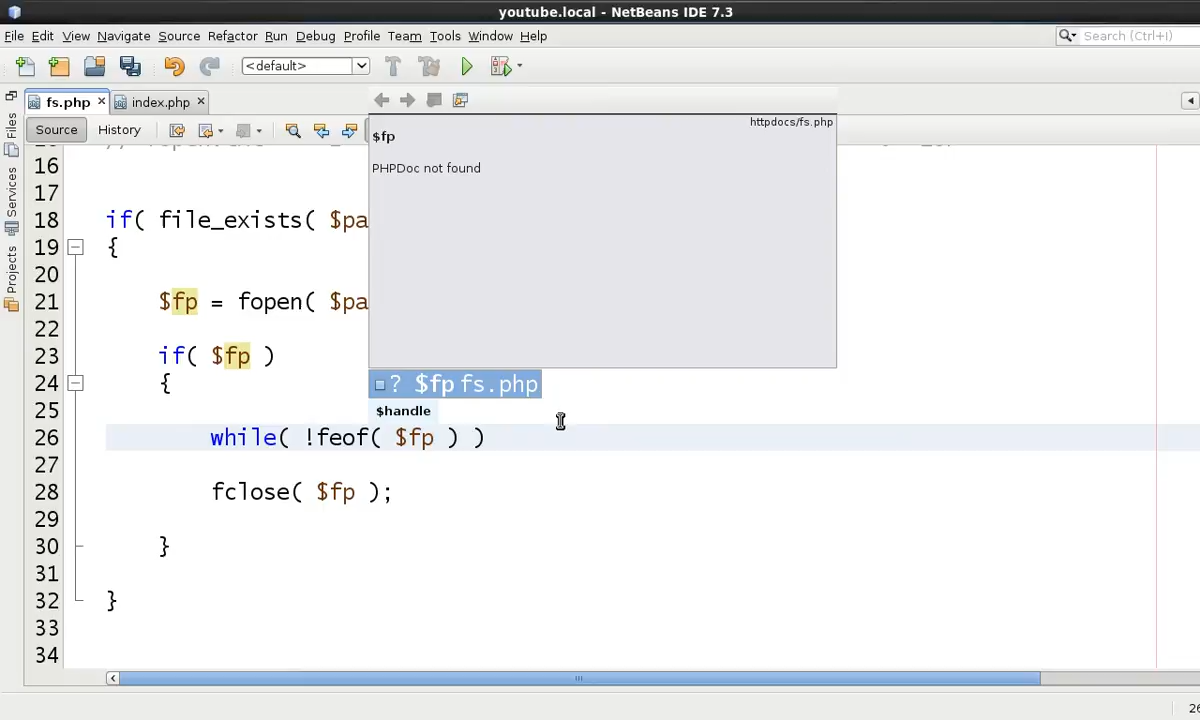 youtube.local - NetBeans IDE 7.3
File Edit View Navigate Source Refactor Run Debug Profile Team Tools Window Help
Search (Ctrl+I)
<default>
fs.php index.php
Source History
Files
Services
Projects
httpdocs/fs.php
$fp
PHPDoc not found
16
17
18 if( file_exists( $pa
19 {
20
21 $fp = fopen( $pa
22
23 if( $fp )
24 {
? $fp fs.php
25
$handle
26 while( !feof( $fp ) )
27
28 fclose( $fp );
29
30 }
31
32 }
33
34